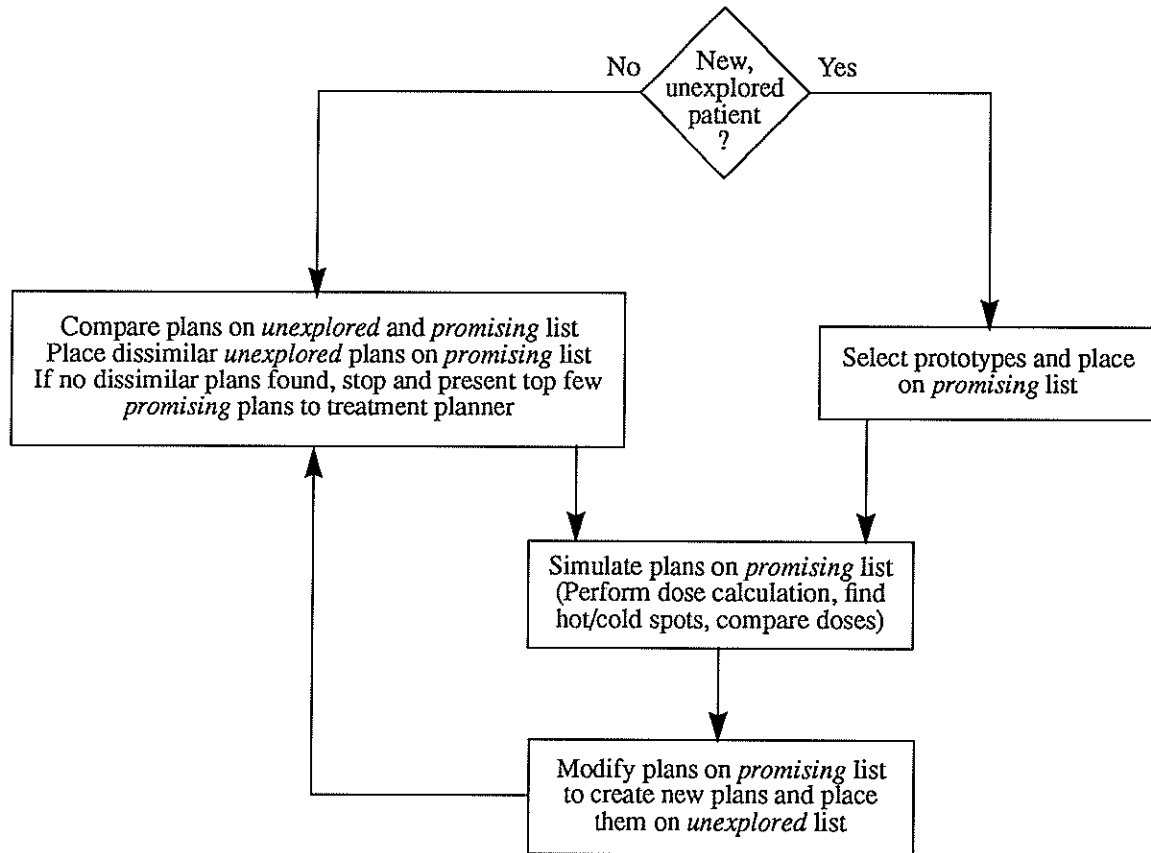 No
New,
unexplored
patient
?
Yes
Compare plans on unexplored and promising list
Place dissimilar unexplored plans on promising list
If no dissimilar plans found, stop and present top few
promising plans to treatment planner
Select prototypes and place
on promising list
Simulate plans on promising list
(Perform dose calculation, find
hot/cold spots, compare doses)
Modify plans on promising list
to create new plans and place
them on unexplored list